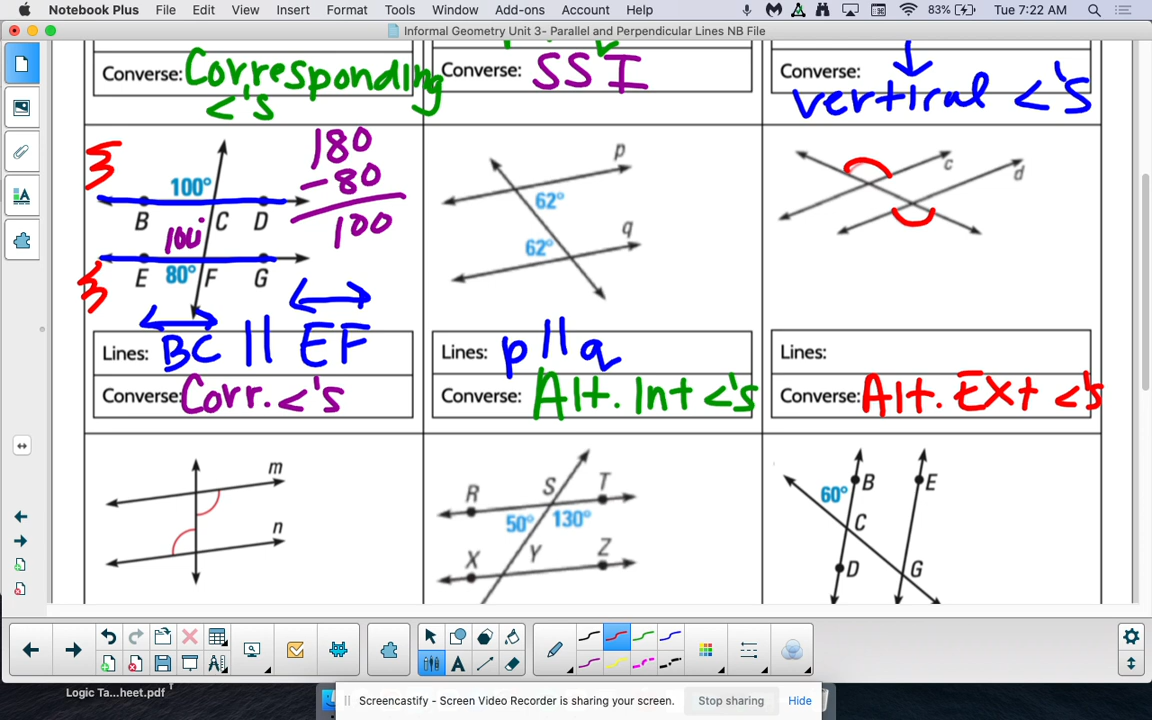 Notebook Plus File Edit View Insert Format Tools Window Add-ons Account Help 83% Tue 7:22 AM
Informal Geometry Unit 3- Parallel and Perpendicular Lines NB File
Converse: Corresponding <'s
Converse: SSI
Converse: vertiral <'s
100°
B C D
100
E 80° F G
180
-80
100
Lines: BC || EF
Converse: Corr. <'s
p
62°
q
62°
Lines: p||q
Converse: Alt. Int <'s
c
d
Lines:
Converse: Alt. Ext <'s
m
n
R S T
50° 130°
X Y Z
60° B E
C
D G
Logic Ta...heet.pdf
Screencastify - Screen Video Recorder is sharing your screen. Stop sharing Hide